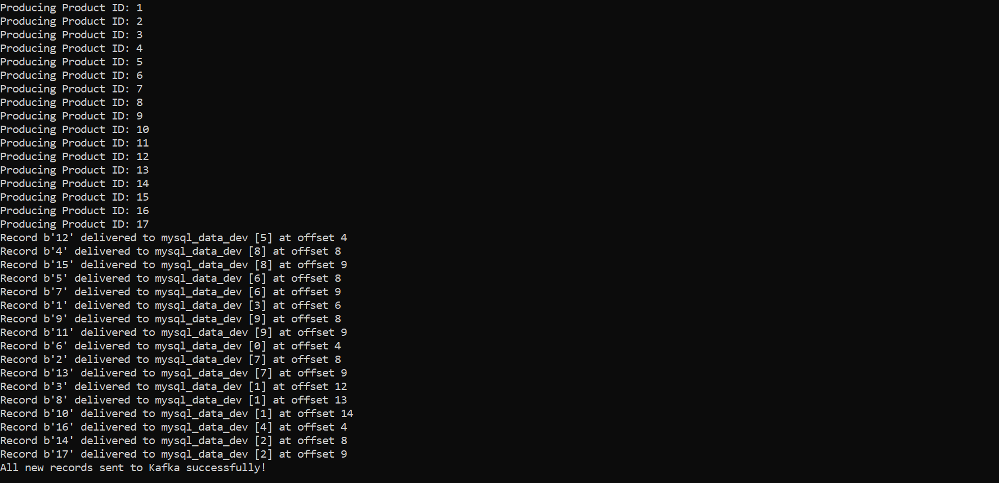 Producing Product ID: 1
Producing Product ID: 2
Producing Product ID: 3
Producing Product ID: 4
Producing Product ID: 5
Producing Product ID: 6
Producing Product ID: 7
Producing Product ID: 8
Producing Product ID: 9
Producing Product ID: 10
Producing Product ID: 11
Producing Product ID: 12
Producing Product ID: 13
Producing Product ID: 14
Producing Product ID: 15
Producing Product ID: 16
Producing Product ID: 17
Record b'12' delivered to mysql_data_dev [5] at offset 4
Record b'4' delivered to mysql_data_dev [8] at offset 8
Record b'15' delivered to mysql_data_dev [8] at offset 9
Record b'5' delivered to mysql_data_dev [6] at offset 8
Record b'7' delivered to mysql_data_dev [6] at offset 9
Record b'1' delivered to mysql_data_dev [3] at offset 6
Record b'9' delivered to mysql_data_dev [9] at offset 8
Record b'11' delivered to mysql_data_dev [9] at offset 9
Record b'6' delivered to mysql_data_dev [0] at offset 4
Record b'2' delivered to mysql_data_dev [7] at offset 8
Record b'13' delivered to mysql_data_dev [7] at offset 9
Record b'3' delivered to mysql_data_dev [1] at offset 12
Record b'8' delivered to mysql_data_dev [1] at offset 13
Record b'10' delivered to mysql_data_dev [1] at offset 14
Record b'16' delivered to mysql_data_dev [4] at offset 4
Record b'14' delivered to mysql_data_dev [2] at offset 8
Record b'17' delivered to mysql_data_dev [2] at offset 9
All new records sent to Kafka successfully!